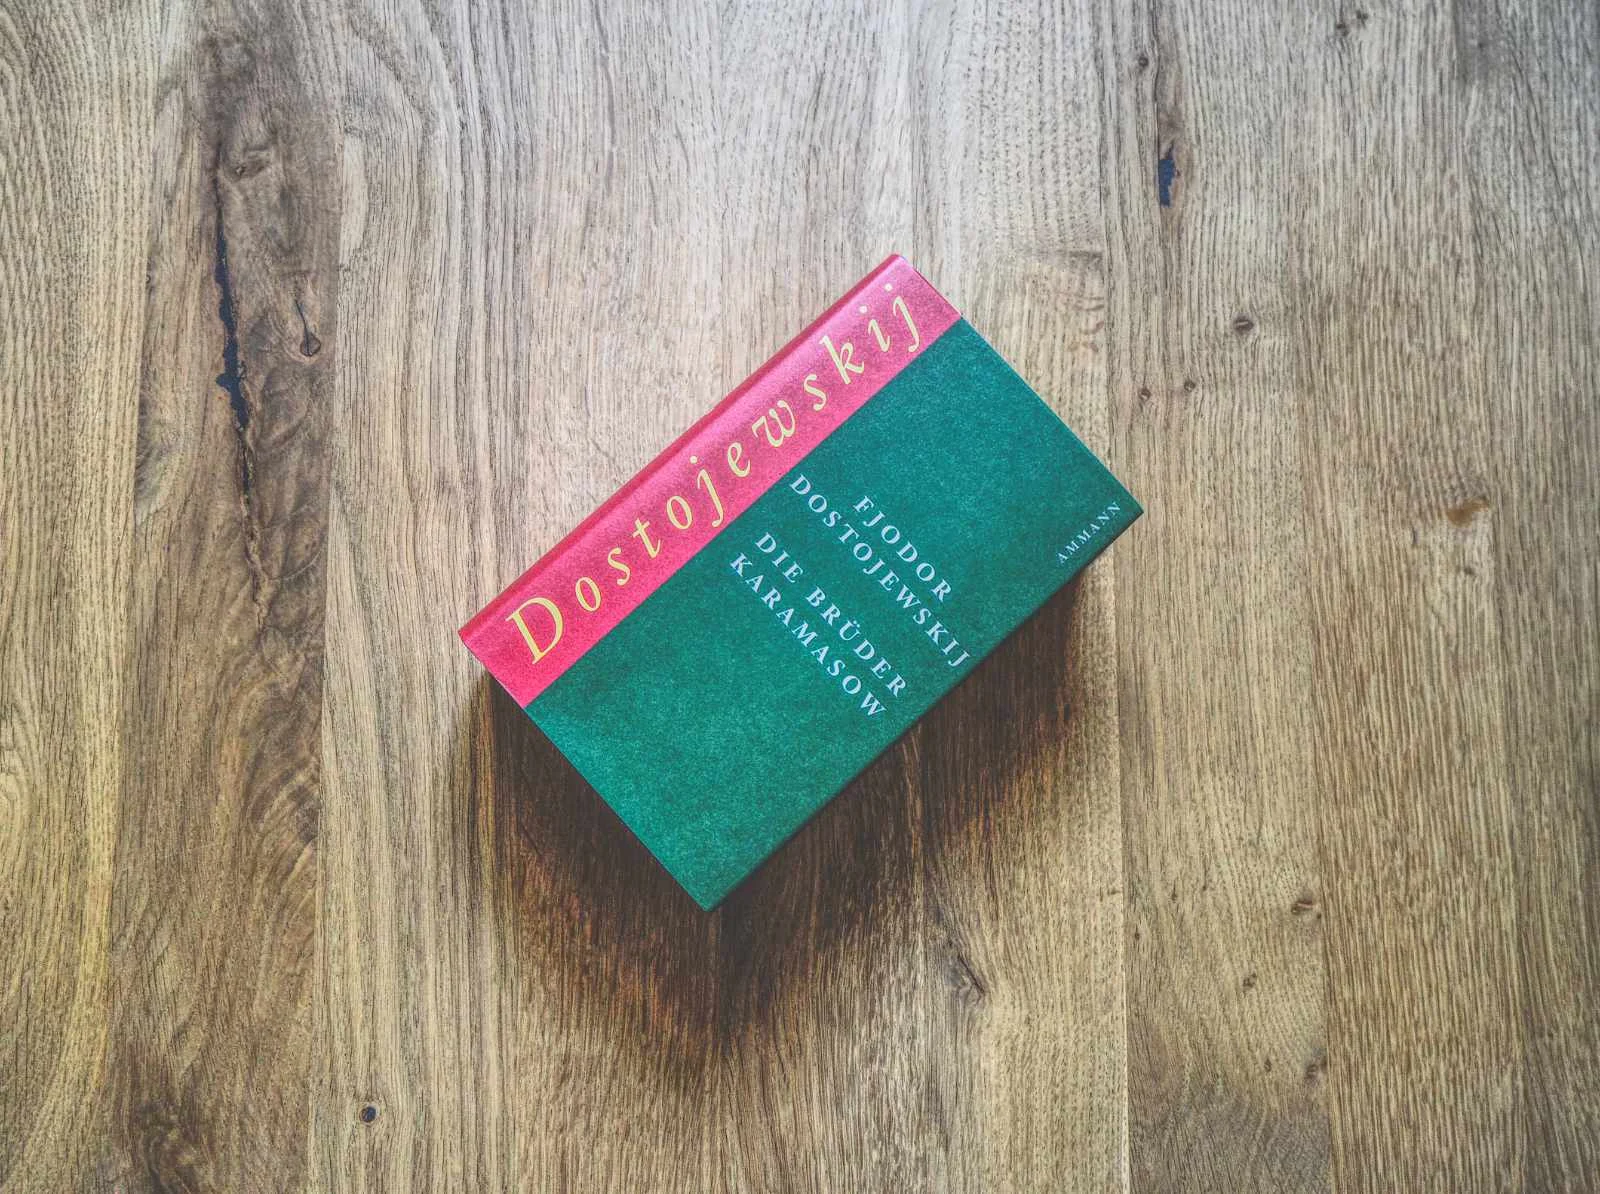 Dostojewskij
FJODOR
DOSTOJEWSKIJ
DIE BRÜDER
KARAMASOW
AMMANN